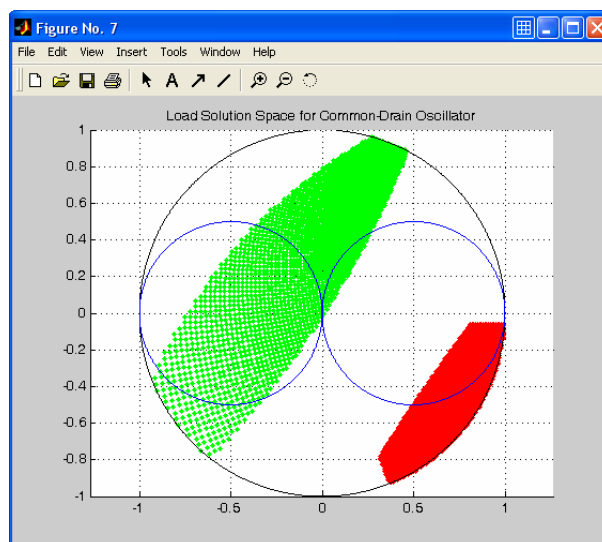 Figure No. 7
File Edit View Insert Tools Window Help
A
Load Solution Space for Common-Drain Oscillator
1
0.8
0.6
0.4
0.2
0
-0.2
-0.4
-0.6
-0.8
-1
-1 -0.5 0 0.5 1